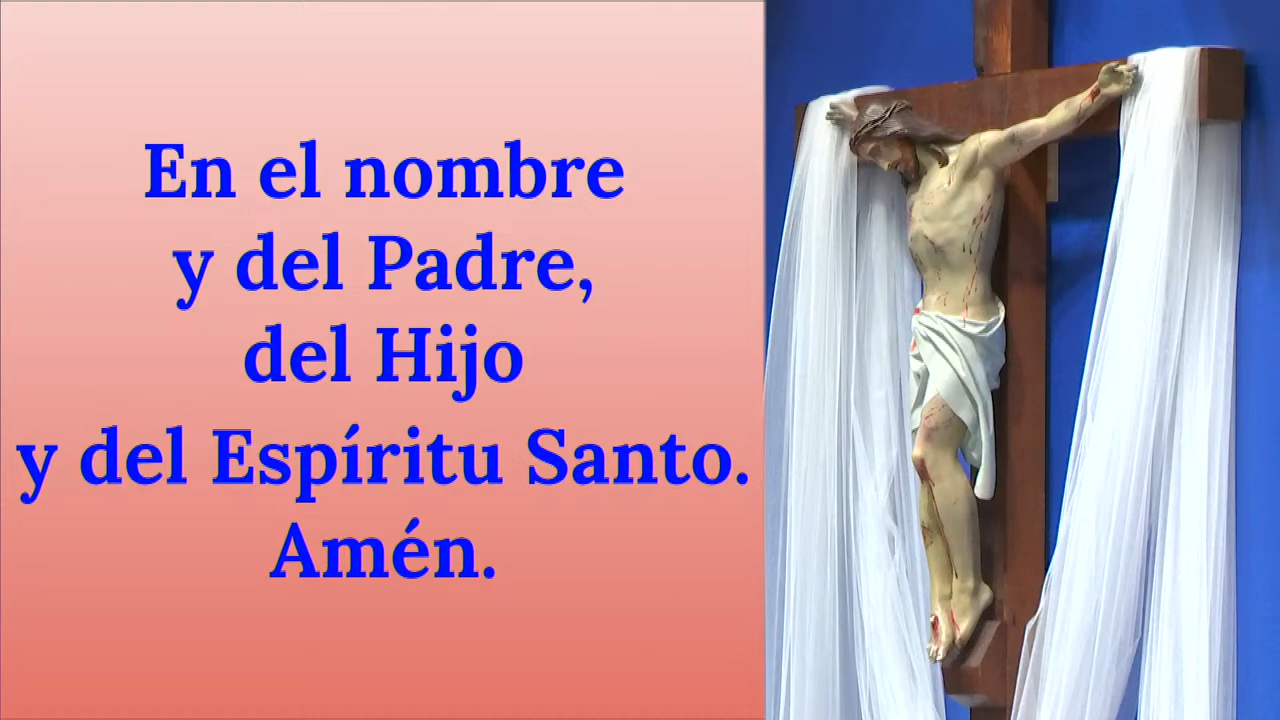 En el nombre
y del Padre,
del Hijo
y del Espíritu Santo.
Amén.